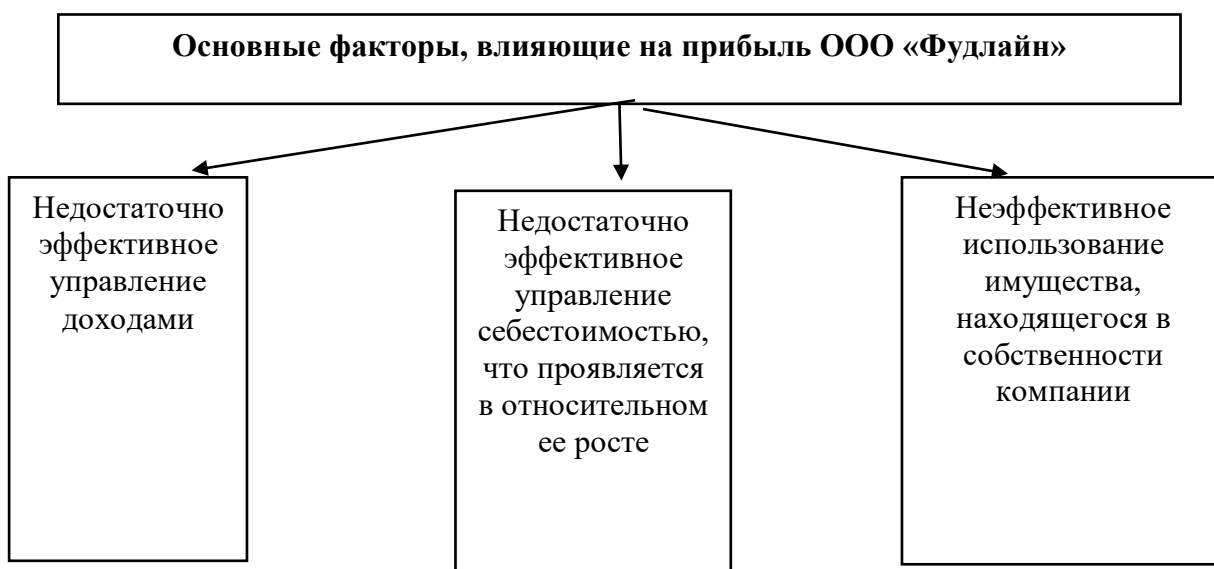 Основные факторы, влияющие на прибыль ООО «Фудлайн»
Недостаточно
эффективное
управление
доходами
Недостаточно
эффективное
управление
себестоимостью,
что проявляется
в относительном
ее росте
Неэффективное
использование
имущества,
находящегося в
собственности
компании